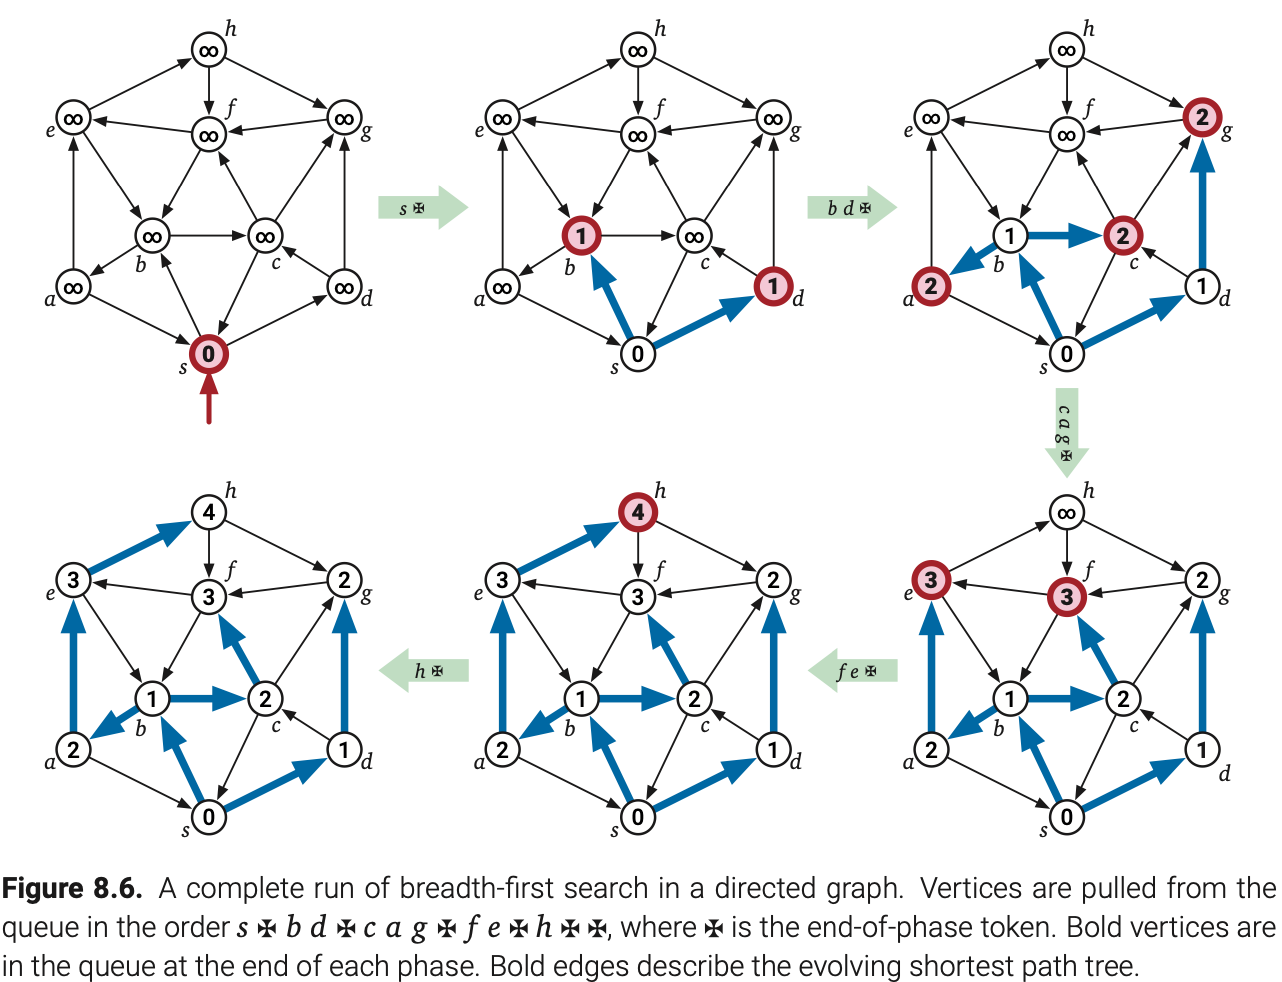 h
∞
f
e ∞ ∞ ∞ g
∞ ∞
b c
a ∞ ∞ d
s 0
s ✠
h
∞
f
e ∞ ∞ ∞ g
1 ∞
b c
a ∞ 1 d
s 0
b d ✠
h
∞
f
e ∞ ∞ 2 g
1 2
b c
a 2 1 d
s 0
c a g ✠
h
4
f
e 3 3 2 g
1 2
b c
a 2 1 d
s 0
h ✠
h
4
f
e 3 3 2 g
1 2
b c
a 2 1 d
s 0
f e ✠
h
∞
f
e 3 3 2 g
1 2
b c
a 2 1 d
s 0
Figure 8.6. A complete run of breadth-first search in a directed graph. Vertices are pulled from the
queue in the order s ✠ b d ✠ c a g ✠ f e ✠ h ✠ ✠, where ✠ is the end-of-phase token. Bold vertices are
in the queue at the end of each phase. Bold edges describe the evolving shortest path tree.